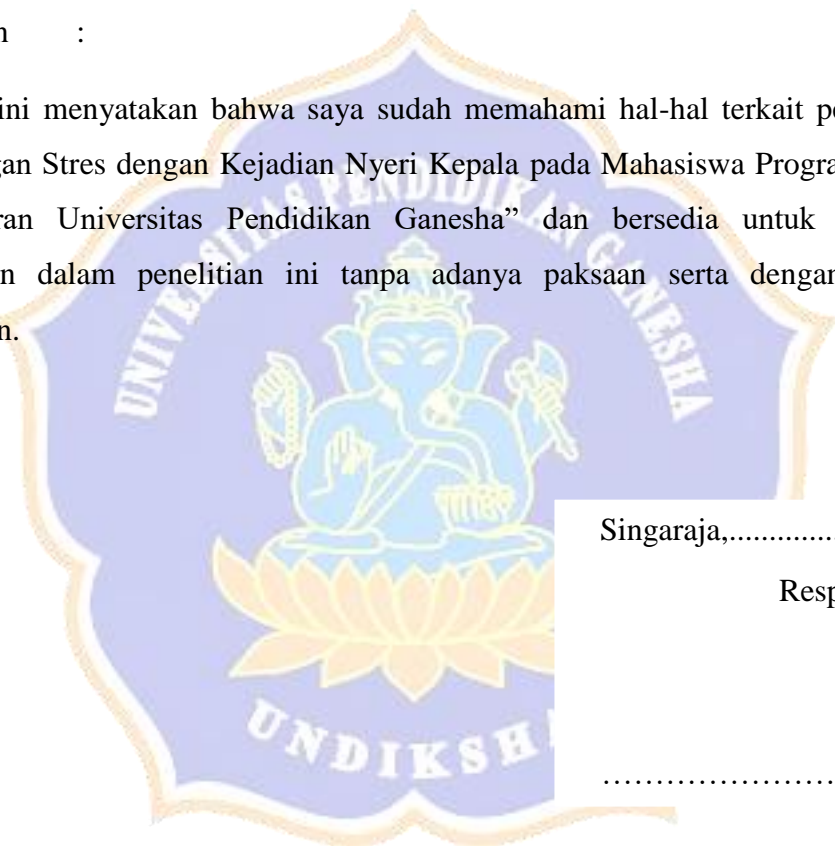 n :
ini menyatakan bahwa saya sudah memahami hal-hal terkait pe
gan Stres dengan Kejadian Nyeri Kepala pada Mahasiswa Progra
ran Universitas Pendidikan Ganesha” dan bersedia untuk
n dalam penelitian ini tanpa adanya paksaan serta dengan
n.
UNIVERSITAS PENDIDIKAN GANESHA
Singaraja,..............
Resp
UNDIKSHA
……………………